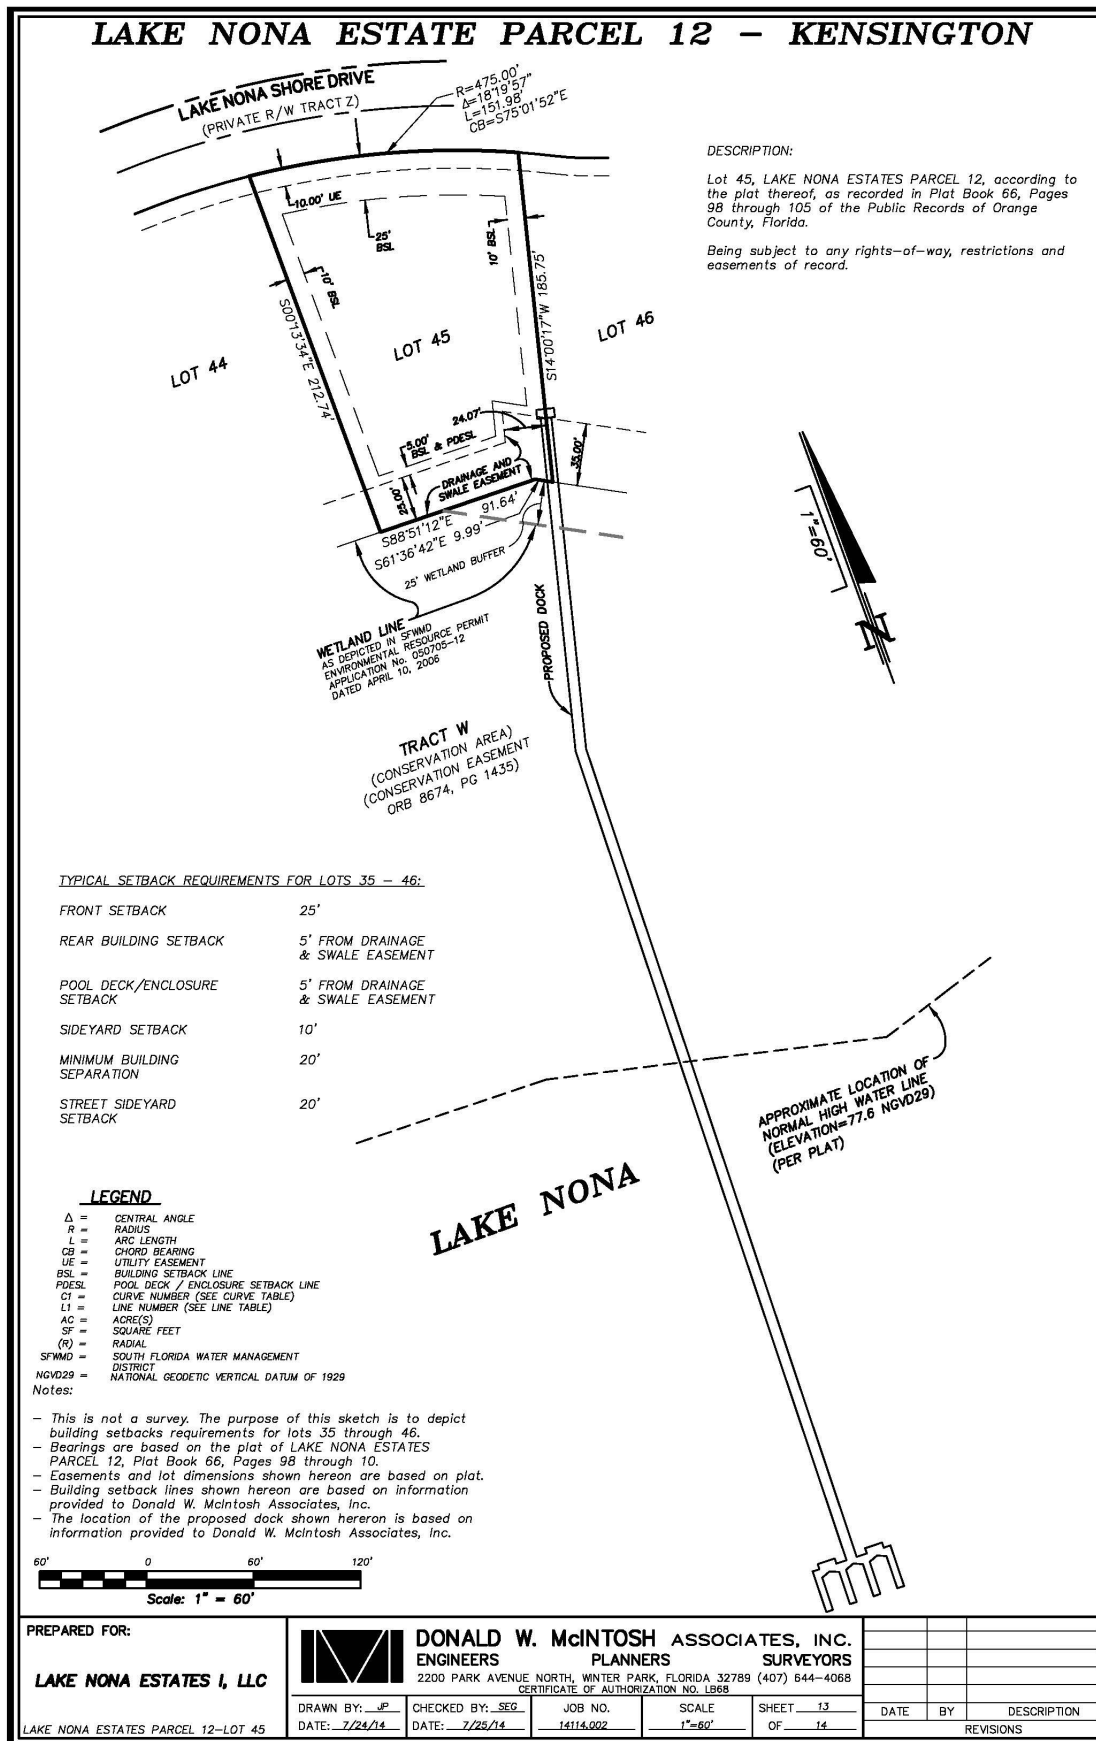 LAKE NONA ESTATE PARCEL 12 – KENSINGTON
LAKE NONA SHORE DRIVE
(PRIVATE R/W TRACT Z)
R=475.00'
Δ=18°19'57"
L=151.98'
CB=S75°01'52"E
DESCRIPTION:
Lot 45, LAKE NONA ESTATES PARCEL 12, according to
the plat thereof, as recorded in Plat Book 66, Pages
98 through 105 of the Public Records of Orange
County, Florida.
Being subject to any rights-of-way, restrictions and
easements of record.
10.00' UE
25'
BSL
10' BSL
10' BSL
S00°13'34"E 212.74'
S14°00'17"W 185.75'
LOT 44
LOT 45
LOT 46
24.07'
5.00'
BSL & PDESL
35.00'
25.00'
DRAINAGE AND
SWALE EASEMENT
S88°51'12"E 91.64'
S61°36'42"E 9.99'
25' WETLAND BUFFER
1"=60'
N
WETLAND LINE
AS DEPICTED IN SFWMD
ENVIRONMENTAL RESOURCE PERMIT
APPLICATION No. 050705-12
DATED APRIL 10, 2006
PROPOSED DOCK
TRACT W
(CONSERVATION AREA)
(CONSERVATION EASEMENT
ORB 8674, PG 1435)
TYPICAL SETBACK REQUIREMENTS FOR LOTS 35 – 46:
FRONT SETBACK 25'
REAR BUILDING SETBACK 5' FROM DRAINAGE
& SWALE EASEMENT
POOL DECK/ENCLOSURE 5' FROM DRAINAGE
SETBACK & SWALE EASEMENT
SIDEYARD SETBACK 10'
MINIMUM BUILDING 20'
SEPARATION
STREET SIDEYARD 20'
SETBACK
APPROXIMATE LOCATION OF
NORMAL HIGH WATER LINE
(ELEVATION=77.6 NGVD29)
(PER PLAT)
LAKE NONA
LEGEND
Δ = CENTRAL ANGLE
R = RADIUS
L = ARC LENGTH
CB = CHORD BEARING
UE = UTILITY EASEMENT
BSL = BUILDING SETBACK LINE
PDESL POOL DECK / ENCLOSURE SETBACK LINE
C1 = CURVE NUMBER (SEE CURVE TABLE)
L1 = LINE NUMBER (SEE LINE TABLE)
AC = ACRE(S)
SF = SQUARE FEET
(R) = RADIAL
SFWMD = SOUTH FLORIDA WATER MANAGEMENT
DISTRICT
NGVD29 = NATIONAL GEODETIC VERTICAL DATUM OF 1929
Notes:
– This is not a survey. The purpose of this sketch is to depict
building setbacks requirements for lots 35 through 46.
– Bearings are based on the plat of LAKE NONA ESTATES
PARCEL 12, Plat Book 66, Pages 98 through 10.
– Easements and lot dimensions shown hereon are based on plat.
– Building setback lines shown hereon are based on information
provided to Donald W. McIntosh Associates, Inc.
– The location of the proposed dock shown hereron is based on
information provided to Donald W. McIntosh Associates, Inc.
60' 0 60' 120'
Scale: 1" = 60'
PREPARED FOR:
LAKE NONA ESTATES I, LLC
LAKE NONA ESTATES PARCEL 12-LOT 45
DONALD W. McINTOSH ASSOCIATES, INC.
ENGINEERS PLANNERS SURVEYORS
2200 PARK AVENUE NORTH, WINTER PARK, FLORIDA 32789 (407) 644-4068
CERTIFICATE OF AUTHORIZATION NO. LB68
DRAWN BY: JP CHECKED BY: SEG JOB NO. SCALE SHEET 13
DATE: 7/24/14 DATE: 7/25/14 14114.002 1"=60' OF 14
DATE BY DESCRIPTION
REVISIONS